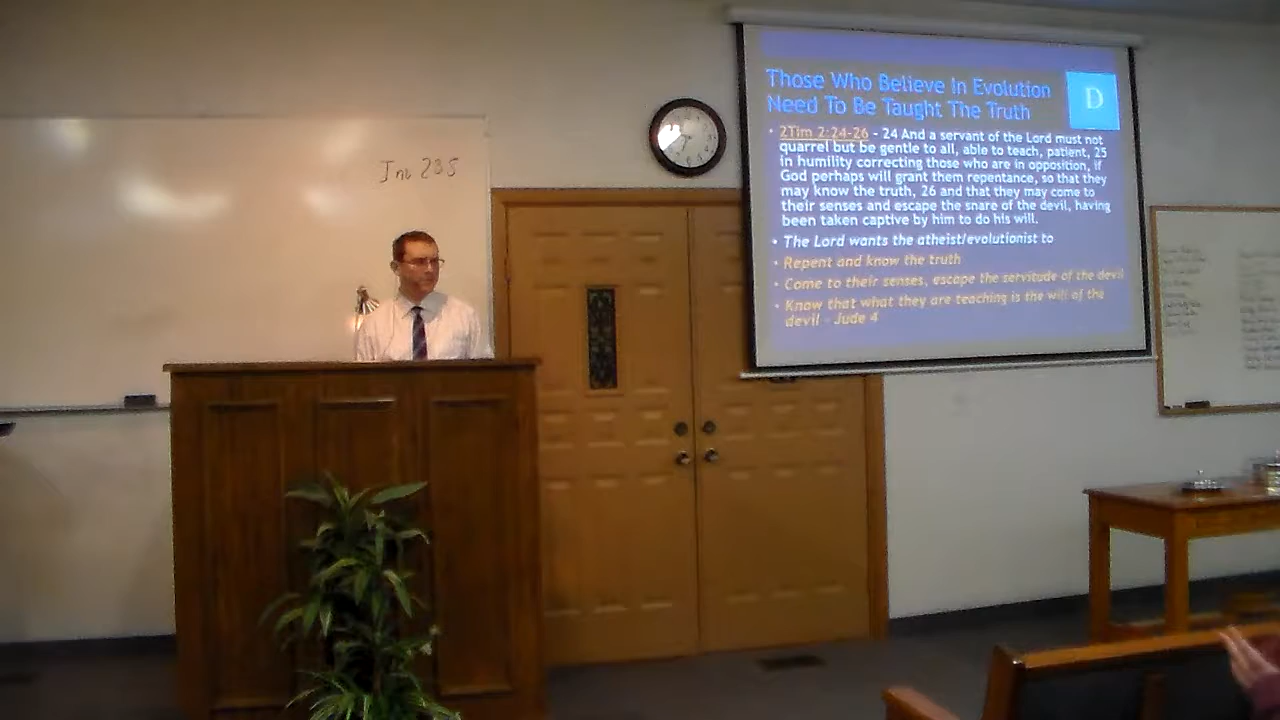 Inv 235
Those Who Believe In Evolution
Need To Be Taught The Truth
D
• 2Tim 2:24-26 - 24 And a servant of the Lord must not
quarrel but be gentle to all, able to teach, patient, 25
in humility correcting those who are in opposition, if
God perhaps will grant them repentance, so that they
may know the truth, 26 and that they may come to
their senses and escape the snare of the devil, having
been taken captive by him to do his will.
• The Lord wants the atheist/evolutionist to
• Repent and know the truth
• Come to their senses, escape the servitude of the devil
• Know that what they are teaching is the will of the
devil - Jude 4